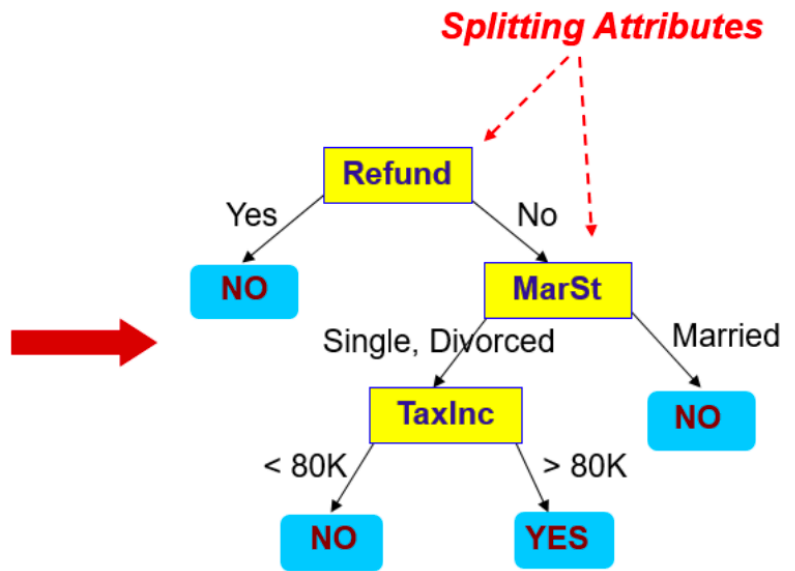 Splitting Attributes
Refund
Yes
No
NO
MarSt
Single, Divorced
Married
TaxInc
NO
< 80K
> 80K
NO
YES